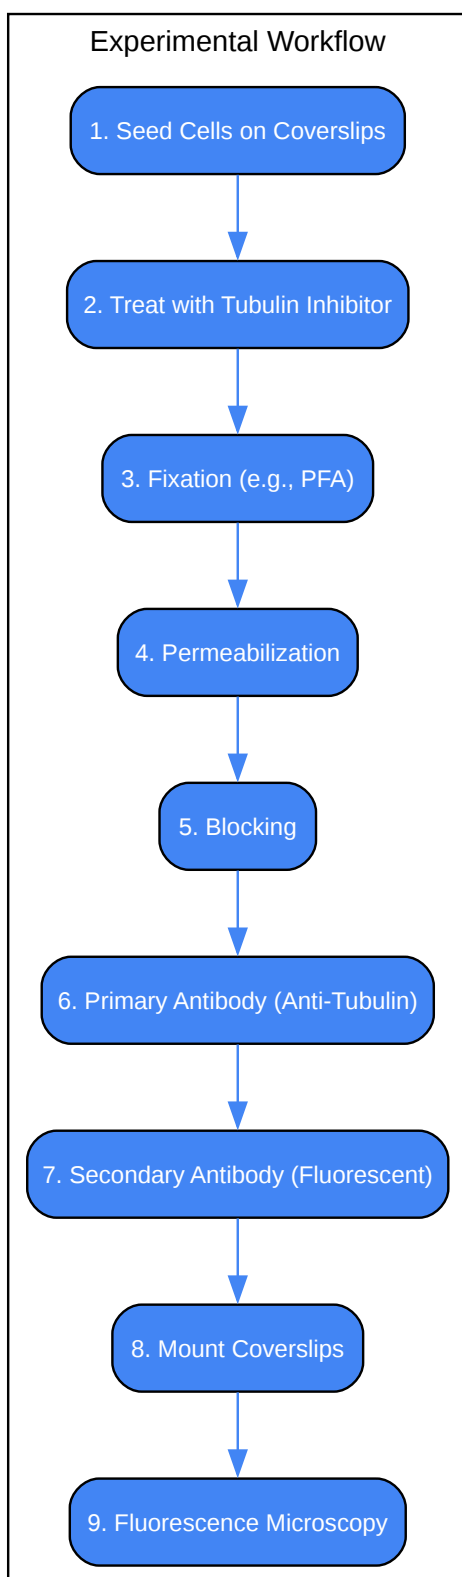 Experimental Workflow
1. Seed Cells on Coverslips
2. Treat with Tubulin Inhibitor
3. Fixation (e.g., PFA)
4. Permeabilization
5. Blocking
6. Primary Antibody (Anti-Tubulin)
7. Secondary Antibody (Fluorescent)
8. Mount Coverslips
9. Fluorescence Microscopy